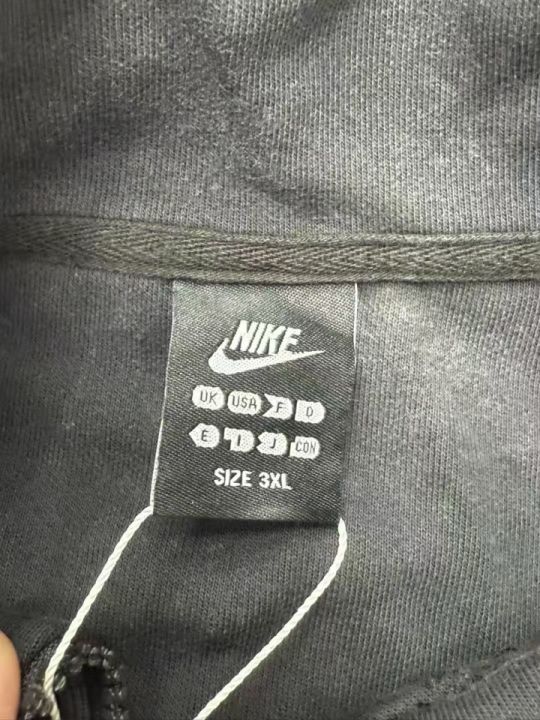 NIKE
UK USA F D
E I J CON
SIZE 3XL